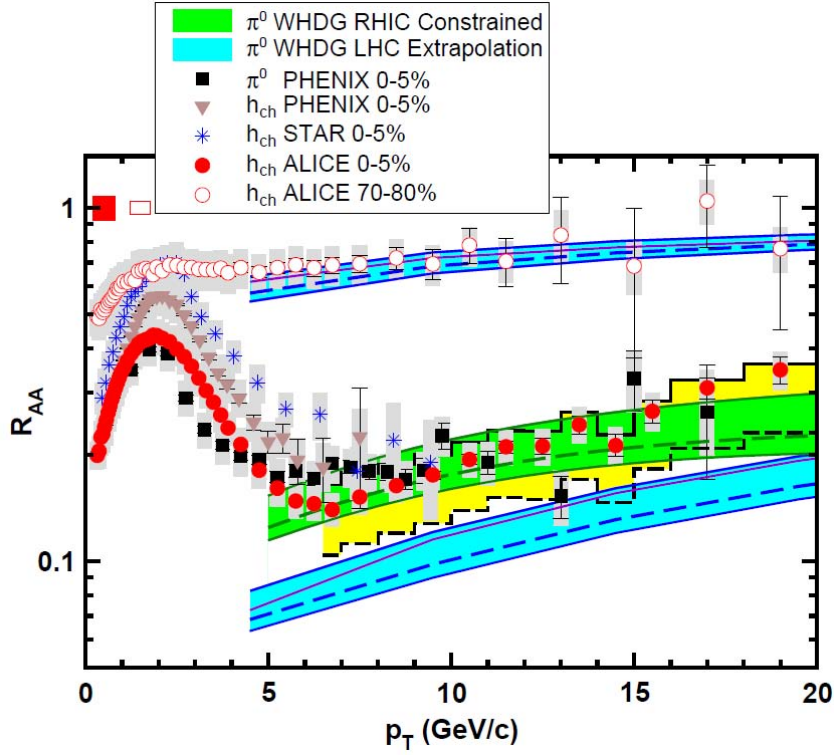 π⁰ WHDG RHIC Constrained
π⁰ WHDG LHC Extrapolation
π⁰ PHENIX 0-5%
h_ch PHENIX 0-5%
h_ch STAR 0-5%
h_ch ALICE 0-5%
h_ch ALICE 70-80%
1
R_AA
0.1
0 5 10 15 20
p_T (GeV/c)